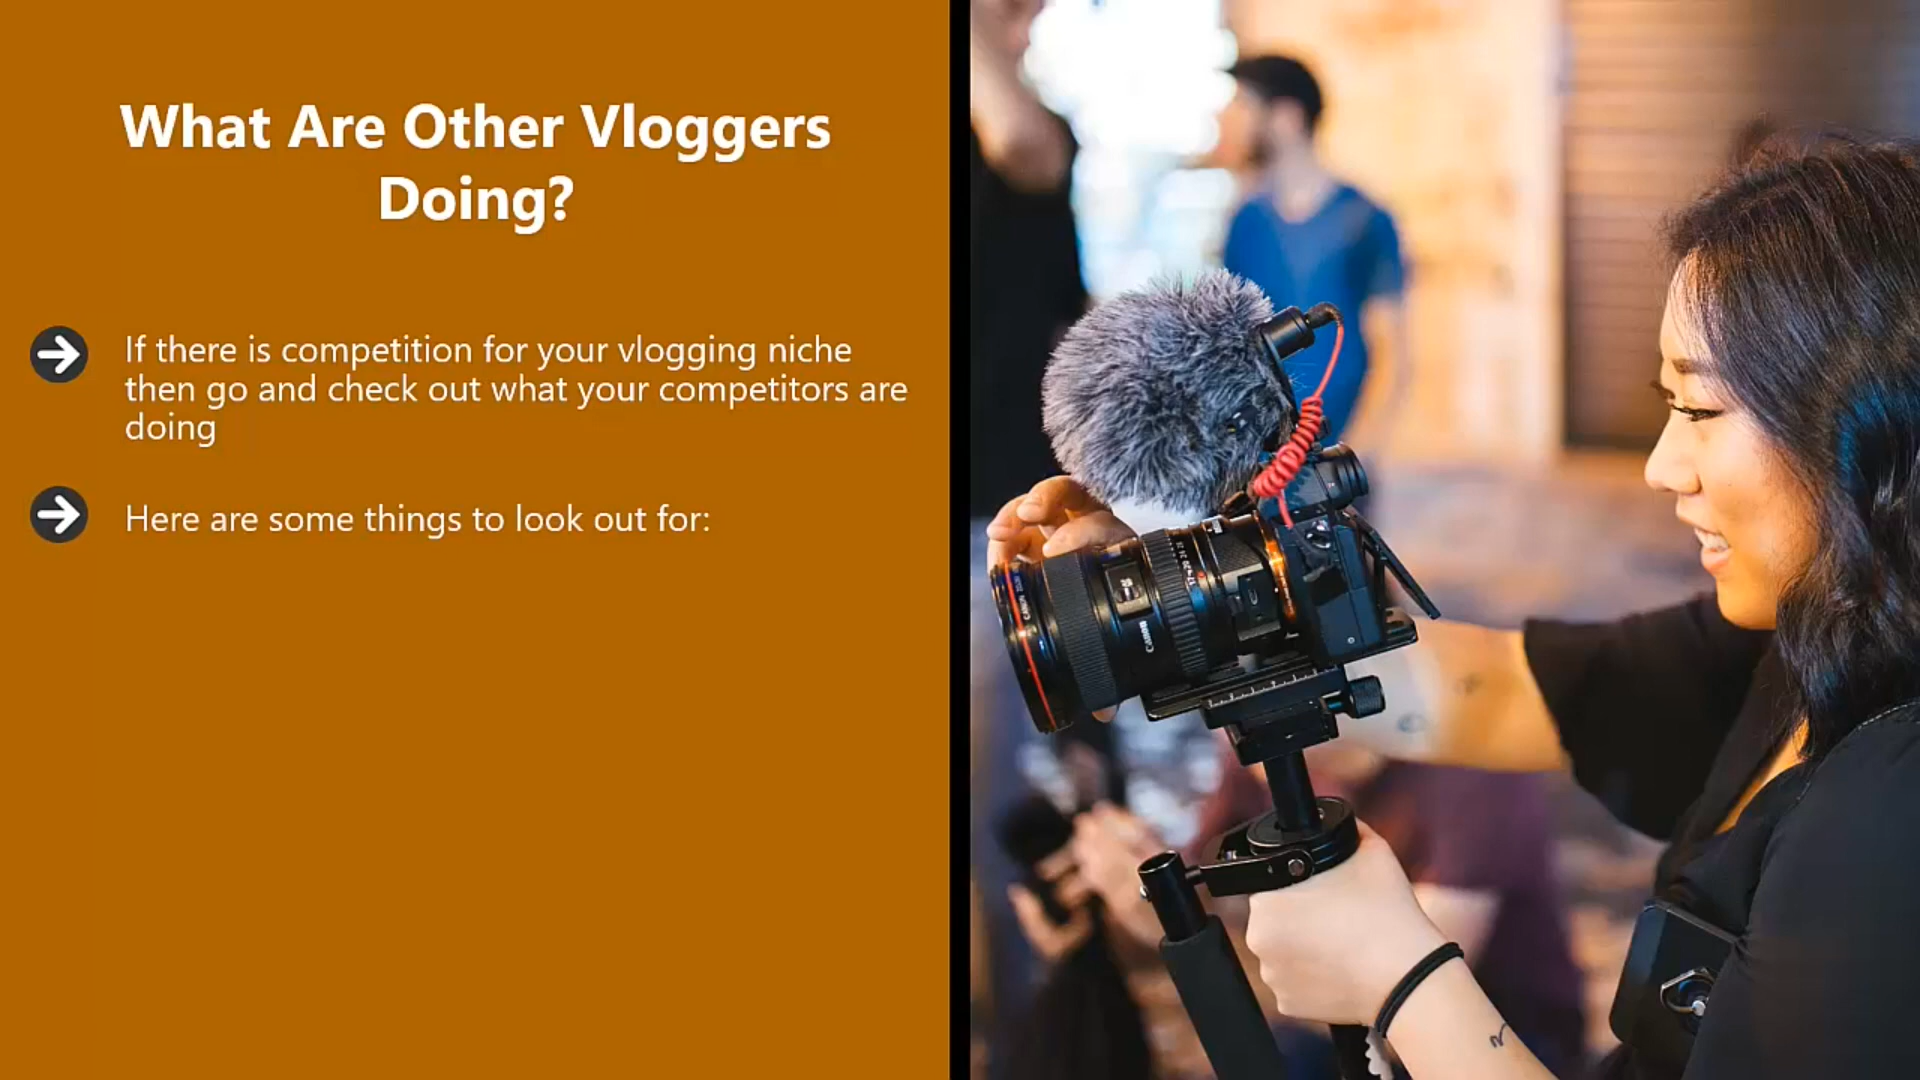 What Are Other Vloggers
Doing?
If there is competition for your vlogging niche
then go and check out what your competitors are
doing
Here are some things to look out for: